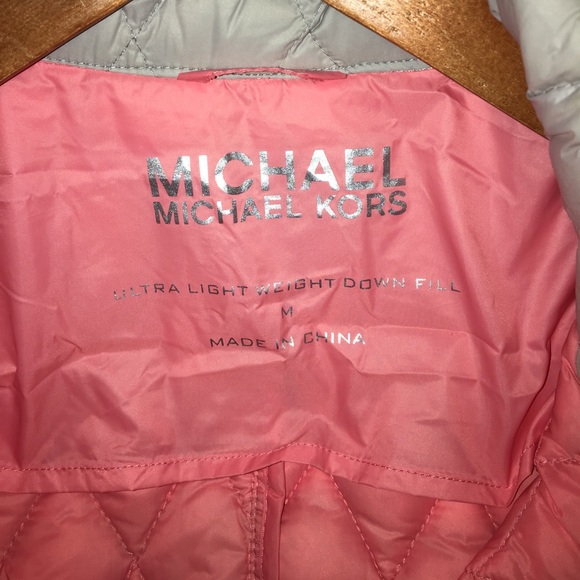 MICHAEL
MICHAEL KORS
ULTRA LIGHT WEIGHT DOWN FILL
M
MADE IN CHINA